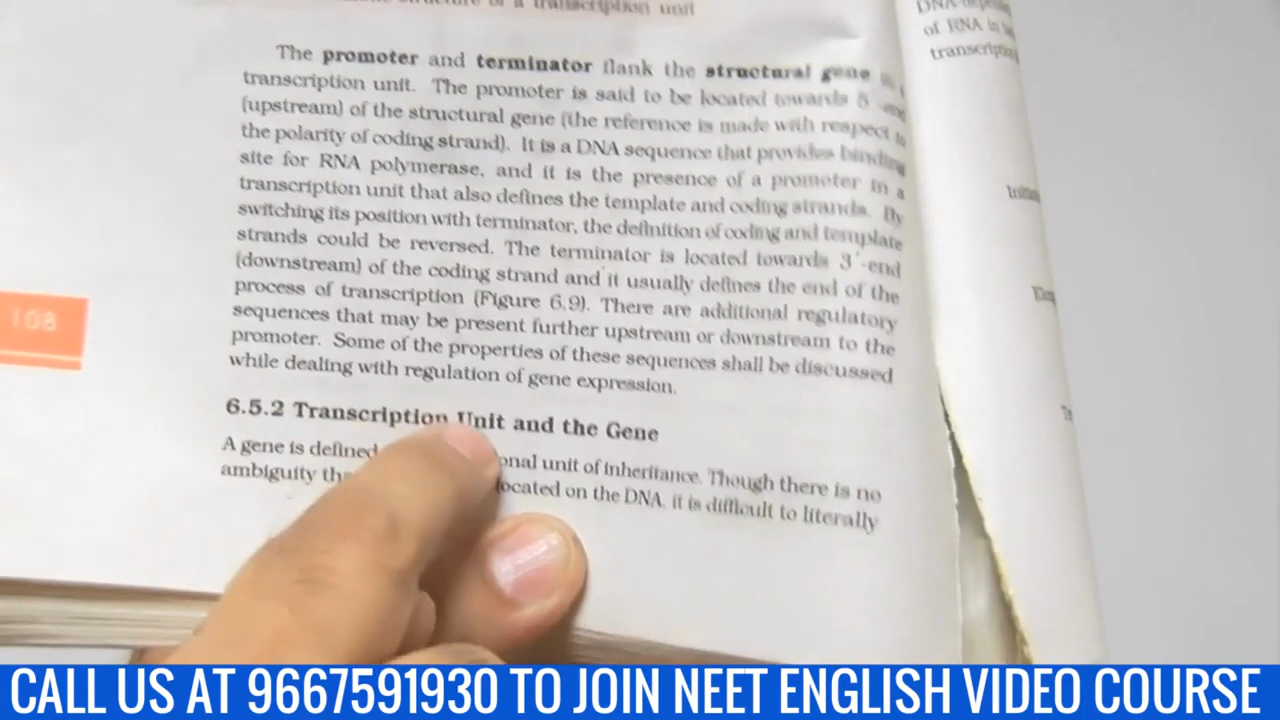 structure of a transcription unit
The promoter and terminator flank the structural gene in a
transcription unit. The promoter is said to be located towards 5´-end
(upstream) of the structural gene (the reference is made with respect to
the polarity of coding strand). It is a DNA sequence that provides binding
site for RNA polymerase, and it is the presence of a promoter in a
transcription unit that also defines the template and coding strands. By
switching its position with terminator, the definition of coding and template
strands could be reversed. The terminator is located towards 3´-end
(downstream) of the coding strand and it usually defines the end of the
process of transcription (Figure 6.9). There are additional regulatory
sequences that may be present further upstream or downstream to the
promoter. Some of the properties of these sequences shall be discussed
while dealing with regulation of gene expression.
108
6.5.2 Transcription Unit and the Gene
A gene is defined onal unit of inheritance. Though there is no
ambiguity located on the DNA, it is difficult to literally
DNA
of RNA in
CALL US AT 9667591930 TO JOIN NEET ENGLISH VIDEO COURSE